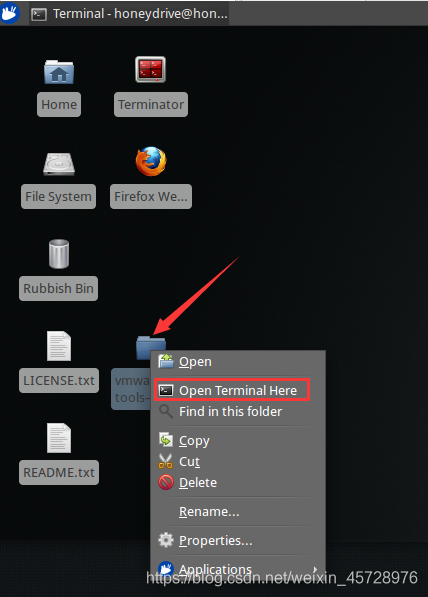 Terminal - honeydrive@hon...
Home
Terminator
File System
Firefox We...
Rubbish Bin
LICENSE.txt
vmwa
tools-
README.txt
Open
Open Terminal Here
Find in this folder
Copy
Cut
Delete
Rename...
Properties...
Applications
https://blog.csdn.net/weixin_45728976